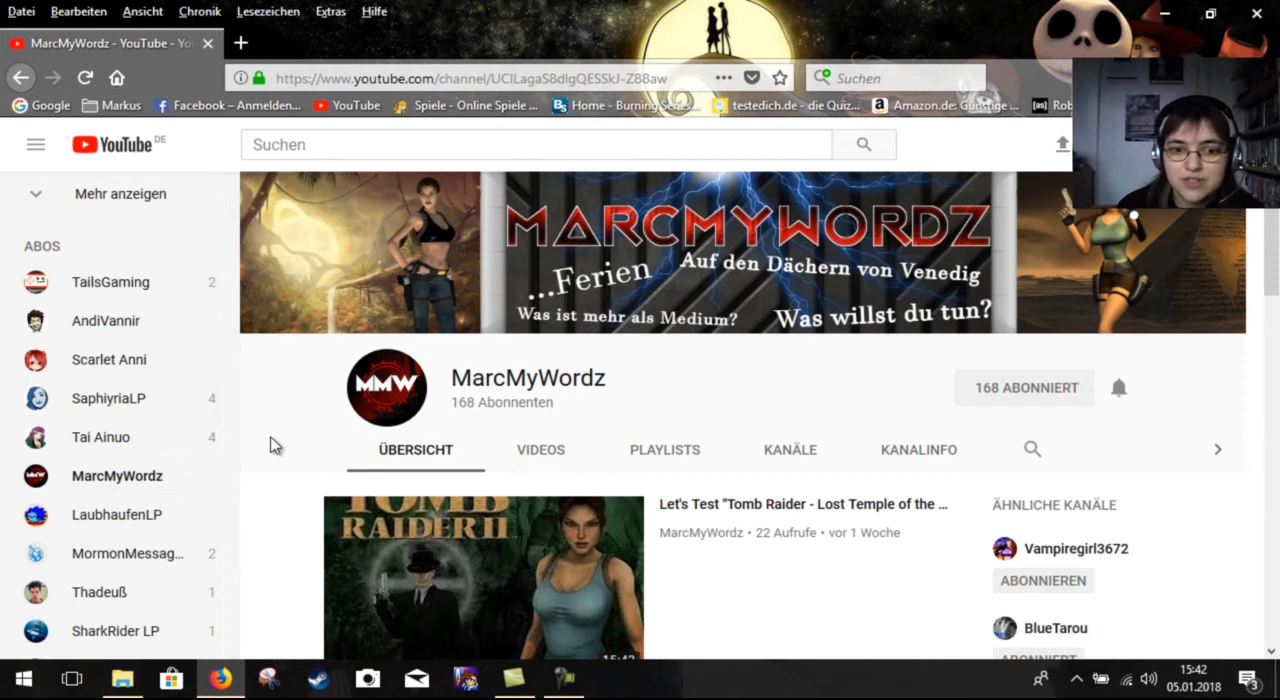 Datei Bearbeiten Ansicht Chronik Lesezeichen Extras Hilfe
MarcMyWordz - YouTube - Yo
https://www.youtube.com/channel/UClLagaS8dlgQESSkJ-Z88aw
Suchen
Google Markus Facebook – Anmelden... YouTube Spiele - Online Spiele ... Home - Burning Series... testedich.de - die Quiz... Amazon.de: Günstige ... Rob
YouTube DE
Suchen
Mehr anzeigen
MARCMYWORDZ
...Ferien
Auf den Dächern von Venedig
Was ist mehr als Medium?
Was willst du tun?
ABOS
TailsGaming 2
AndiVannir
Scarlet Anni
SaphiyriaLP 4
Tai Ainuo 4
MarcMyWordz
LaubhaufenLP
MormonMessag... 2
Thadeuß 1
SharkRider LP 1
MMW
MarcMyWordz
168 Abonnenten
168 ABONNIERT
ÜBERSICHT VIDEOS PLAYLISTS KANÄLE KANALINFO
TOMB
RAIDER II
15:42
Let's Test "Tomb Raider - Lost Temple of the ...
MarcMyWordz • 22 Aufrufe • vor 1 Woche
ÄHNLICHE KANÄLE
Vampiregirl3672
ABONNIEREN
BlueTarou
ABONNIERT
15:42
05.01.2018
3